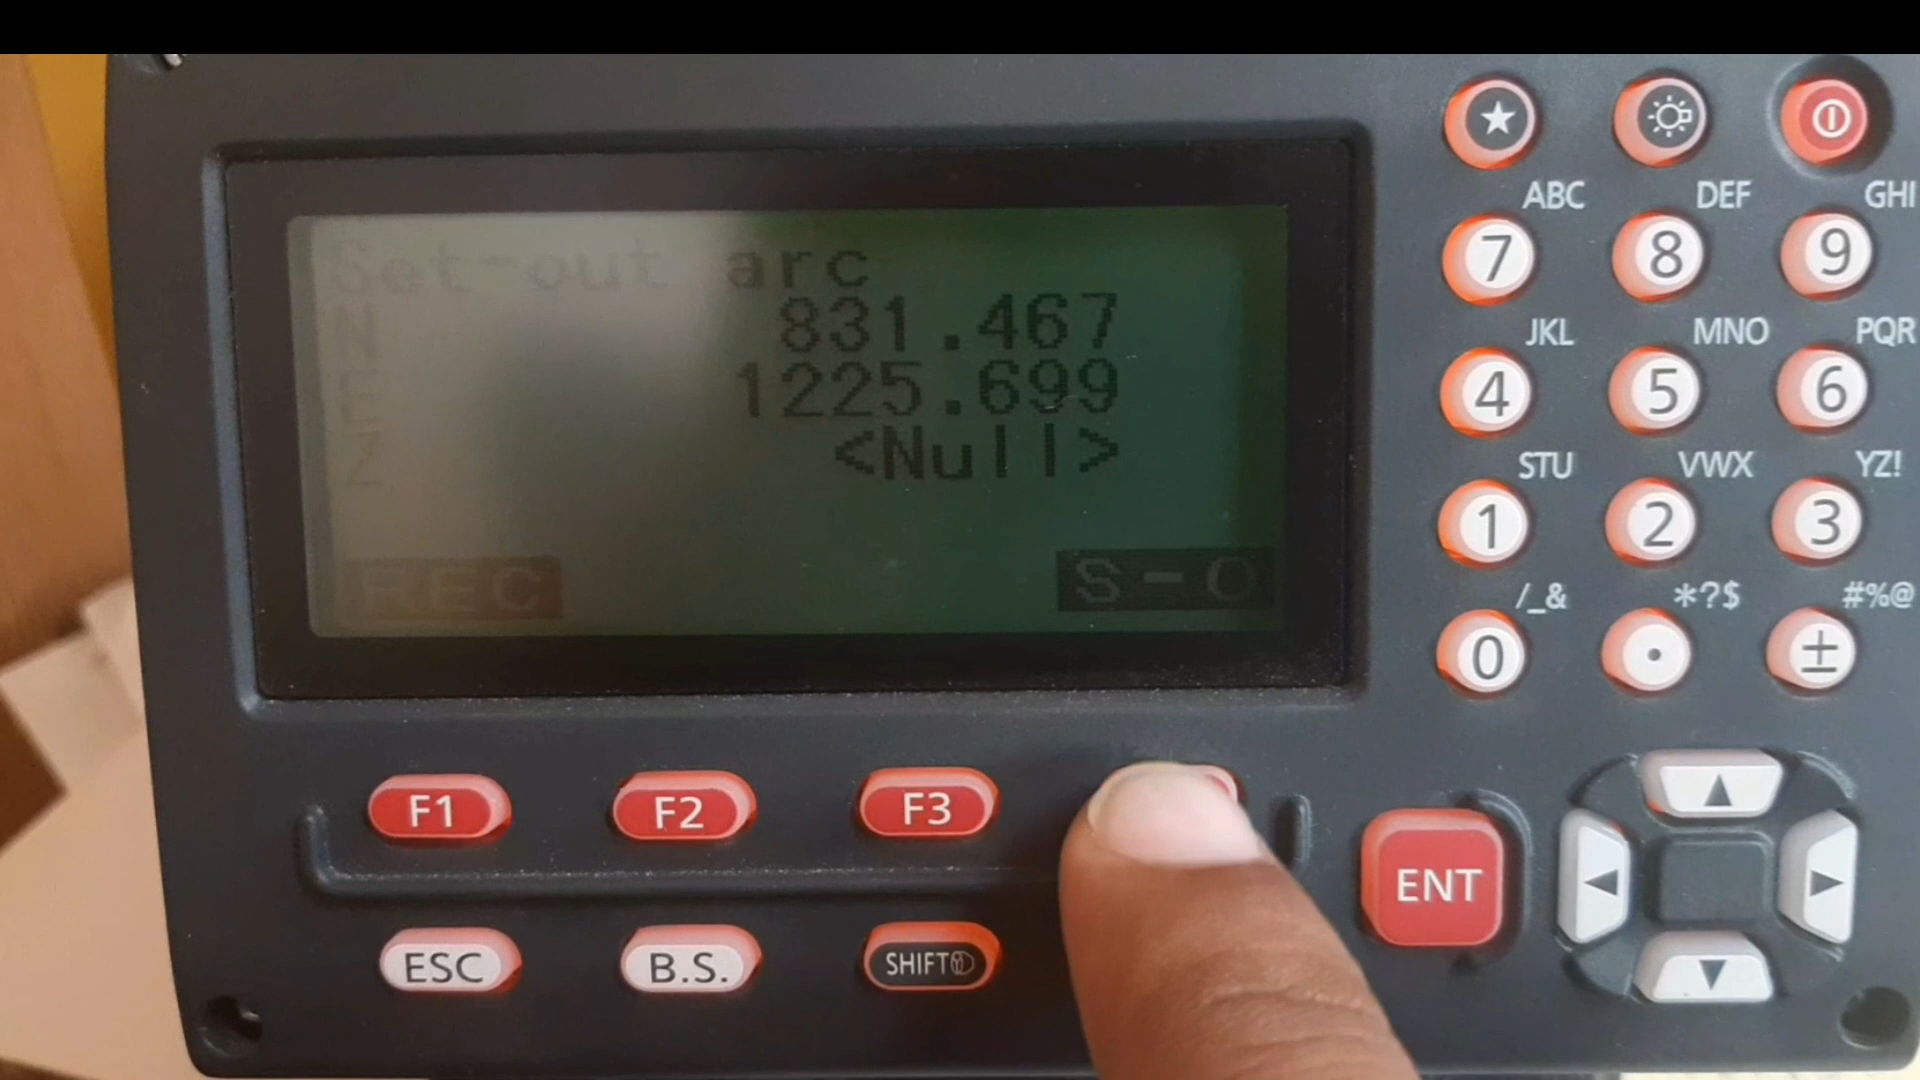 Set-out arc
N 831.467
E 1225.699
Z <Null>
REC S-O
ABC DEF GHI
7 8 9
JKL MNO PQR
4 5 6
STU VWX YZ!
1 2 3
/_& *?$ #%@
0 . ±
F1 F2 F3
ENT
ESC B.S. SHIFT